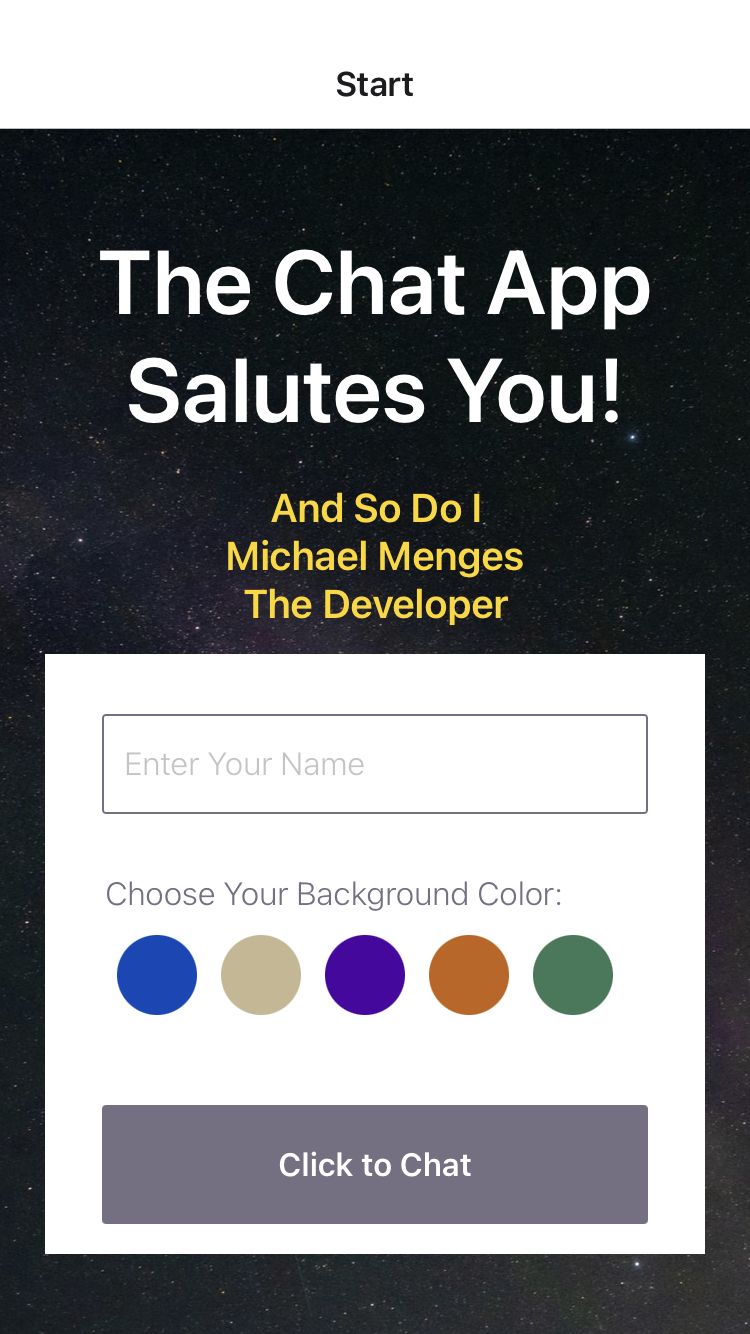 Start
The Chat App
Salutes You!
And So Do I
Michael Menges
The Developer
Enter Your Name
Choose Your Background Color:
Click to Chat